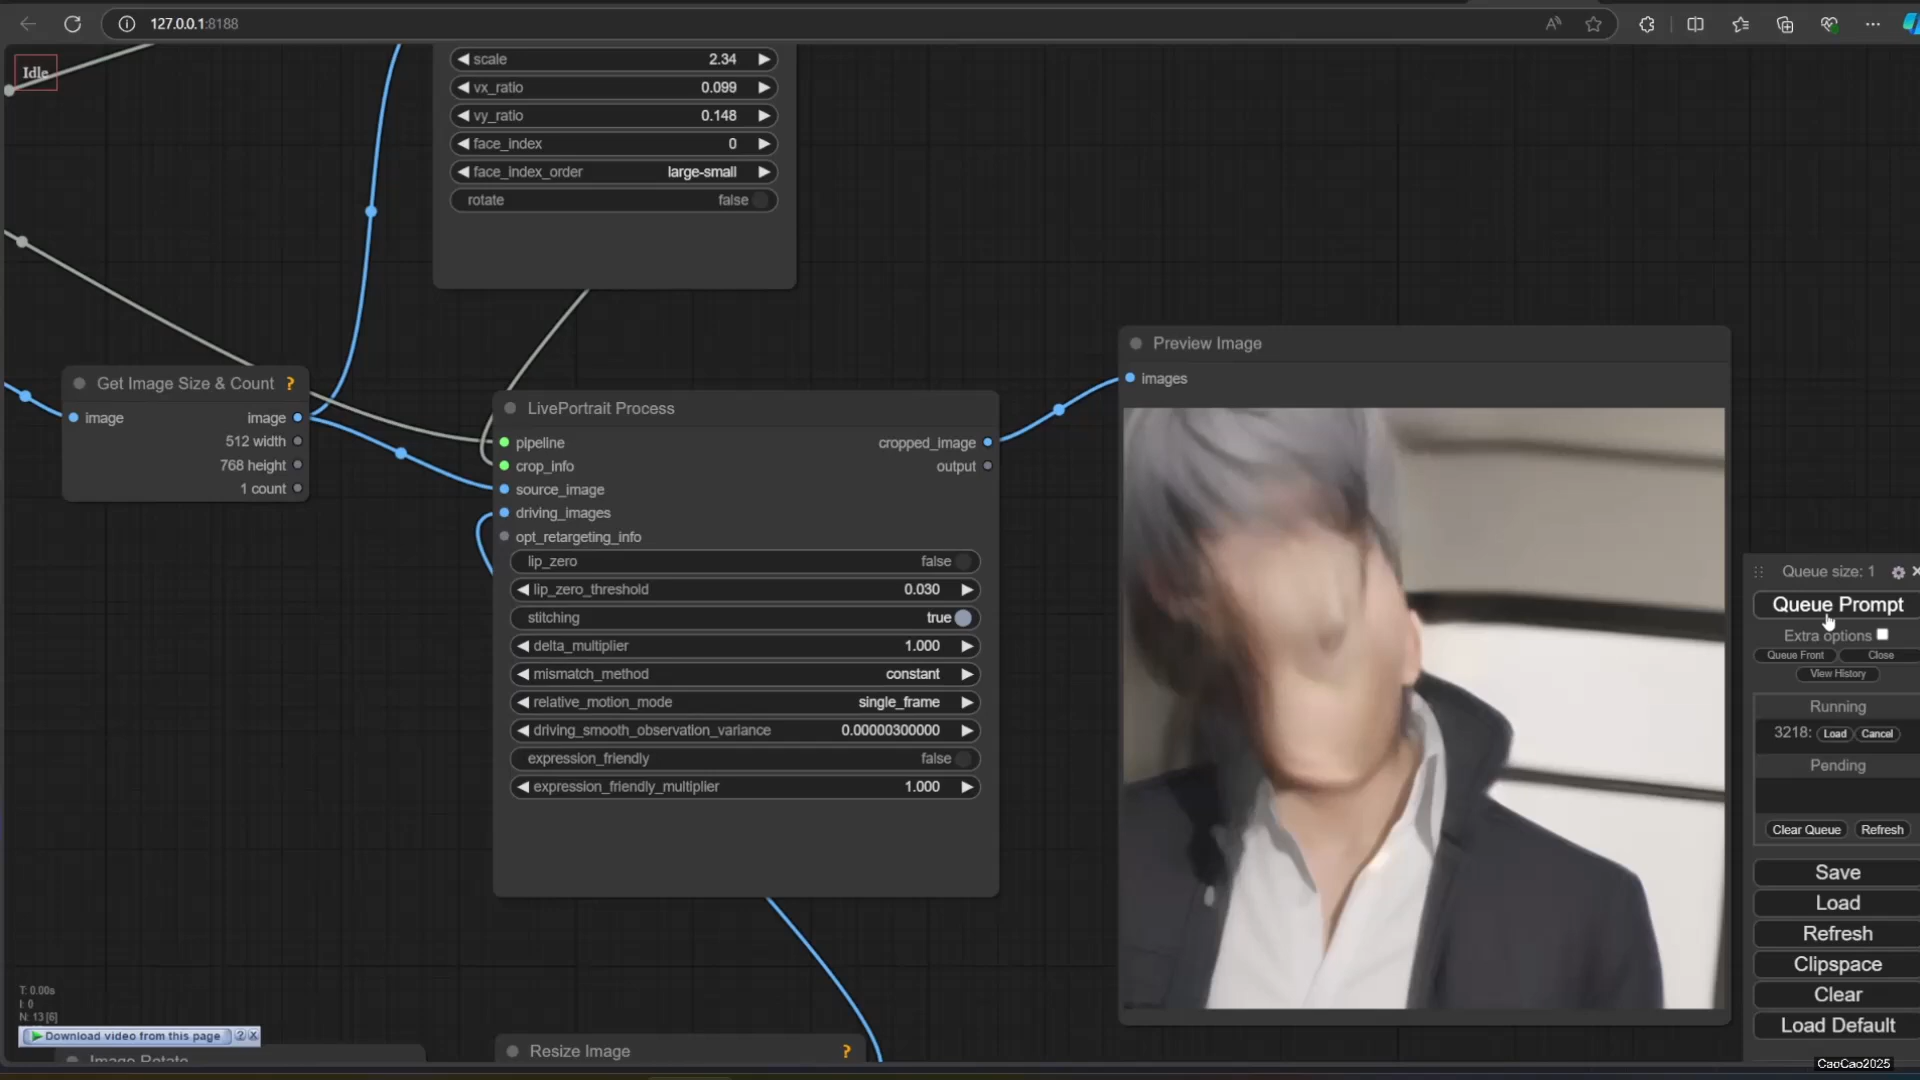 127.0.0.1:8188
Idle
scale 2.34
vx_ratio 0.099
vy_ratio 0.148
face_index 0
face_index_order large-small
rotate false
Get Image Size & Count ?
image image
512 width
768 height
1 count
LivePortrait Process
pipeline cropped_image
crop_info output
source_image
driving_images
opt_retargeting_info
lip_zero false
lip_zero_threshold 0.030
stitching true
delta_multiplier 1.000
mismatch_method constant
relative_motion_mode single_frame
driving_smooth_observation_variance 0.00000300000
expression_friendly false
expression_friendly_multiplier 1.000
Preview Image
images
Queue size: 1
Queue Prompt
Extra options
Queue Front Close
View History
Running
3218: Load Cancel
Pending
Clear Queue Refresh
Save
Load
Refresh
Clipspace
Clear
Load Default
T: 0.00s
I: 0
N: 13 [6]
Download video from this page ? X
Image Rotate
Resize Image ?
CaoCao2025